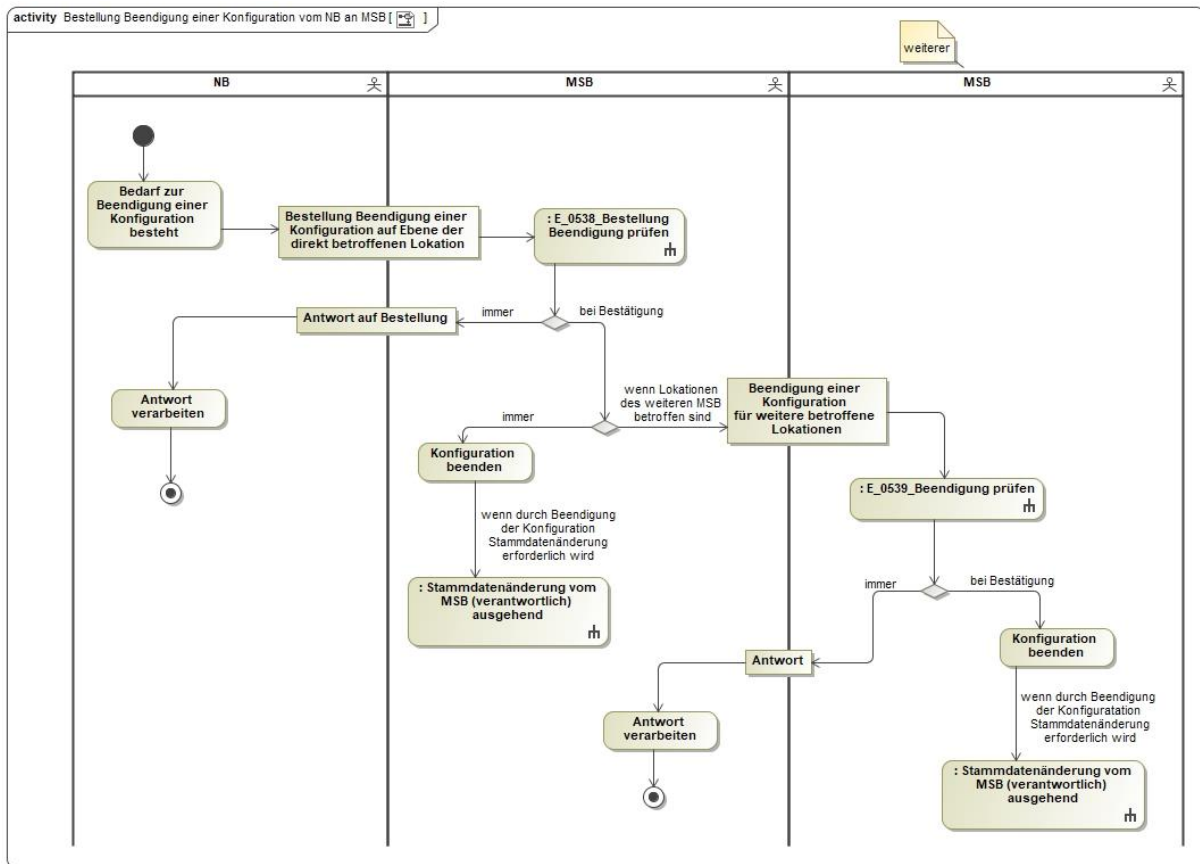 activity Bestellung Beendigung einer Konfiguration vom NB an MSB [ ]
weiterer
NB
MSB
MSB
Bedarf zur
Beendigung einer
Konfiguration
besteht
Bestellung Beendigung einer
Konfiguration auf Ebene der
direkt betroffenen Lokation
: E_0538_Bestellung
Beendigung prüfen
Antwort auf Bestellung
immer
bei Bestätigung
Antwort
verarbeiten
immer
wenn Lokationen
des weiteren MSB
betroffen sind
Beendigung einer
Konfiguration
für weitere betroffene
Lokationen
Konfiguration
beenden
: E_0539_Beendigung prüfen
wenn durch Beendigung
der Konfiguration
Stammdatenänderung
erforderlich wird
: Stammdatenänderung vom
MSB (verantwortlich)
ausgehend
immer
bei Bestätigung
Konfiguration
beenden
Antwort
Antwort
verarbeiten
wenn durch Beendigung
der Konfiguratation
Stammdatenänderung
erforderlich wird
: Stammdatenänderung vom
MSB (verantwortlich)
ausgehend